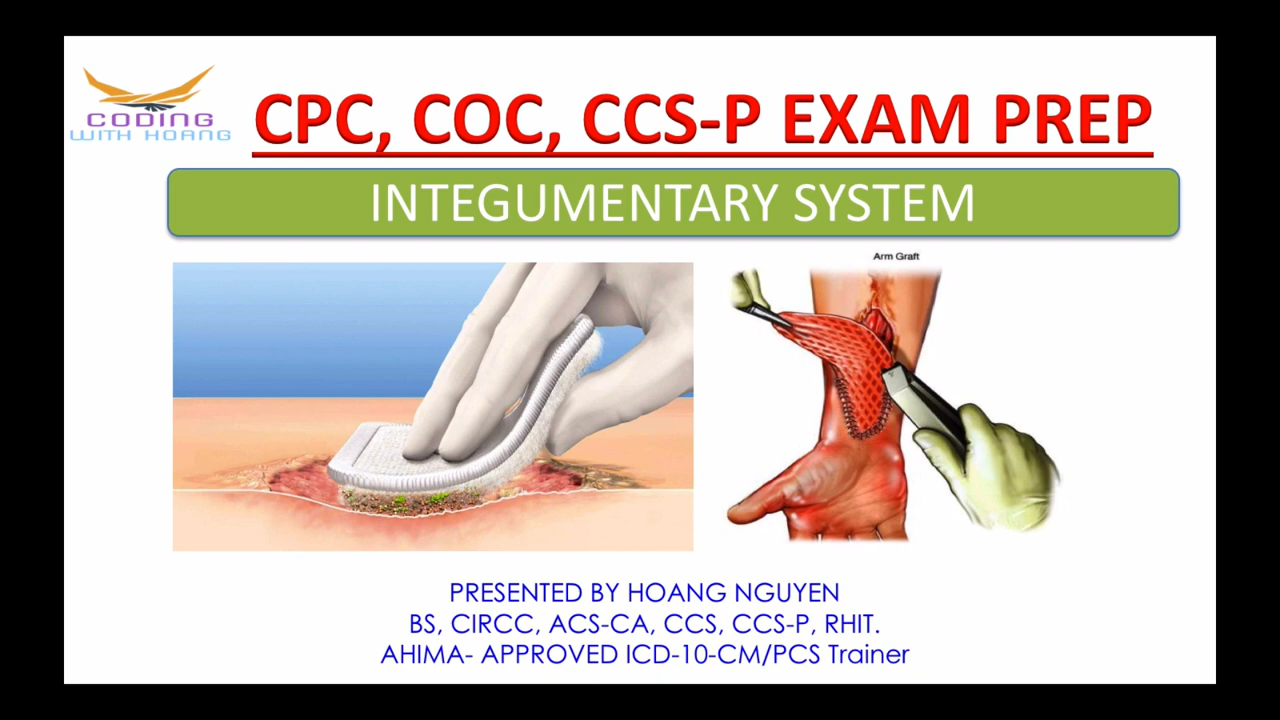 CODING
WITH HOANG
CPC, COC, CCS-P EXAM PREP
INTEGUMENTARY SYSTEM
Arm Graft
PRESENTED BY HOANG NGUYEN
BS, CIRCC, ACS-CA, CCS, CCS-P, RHIT.
AHIMA- APPROVED ICD-10-CM/PCS Trainer